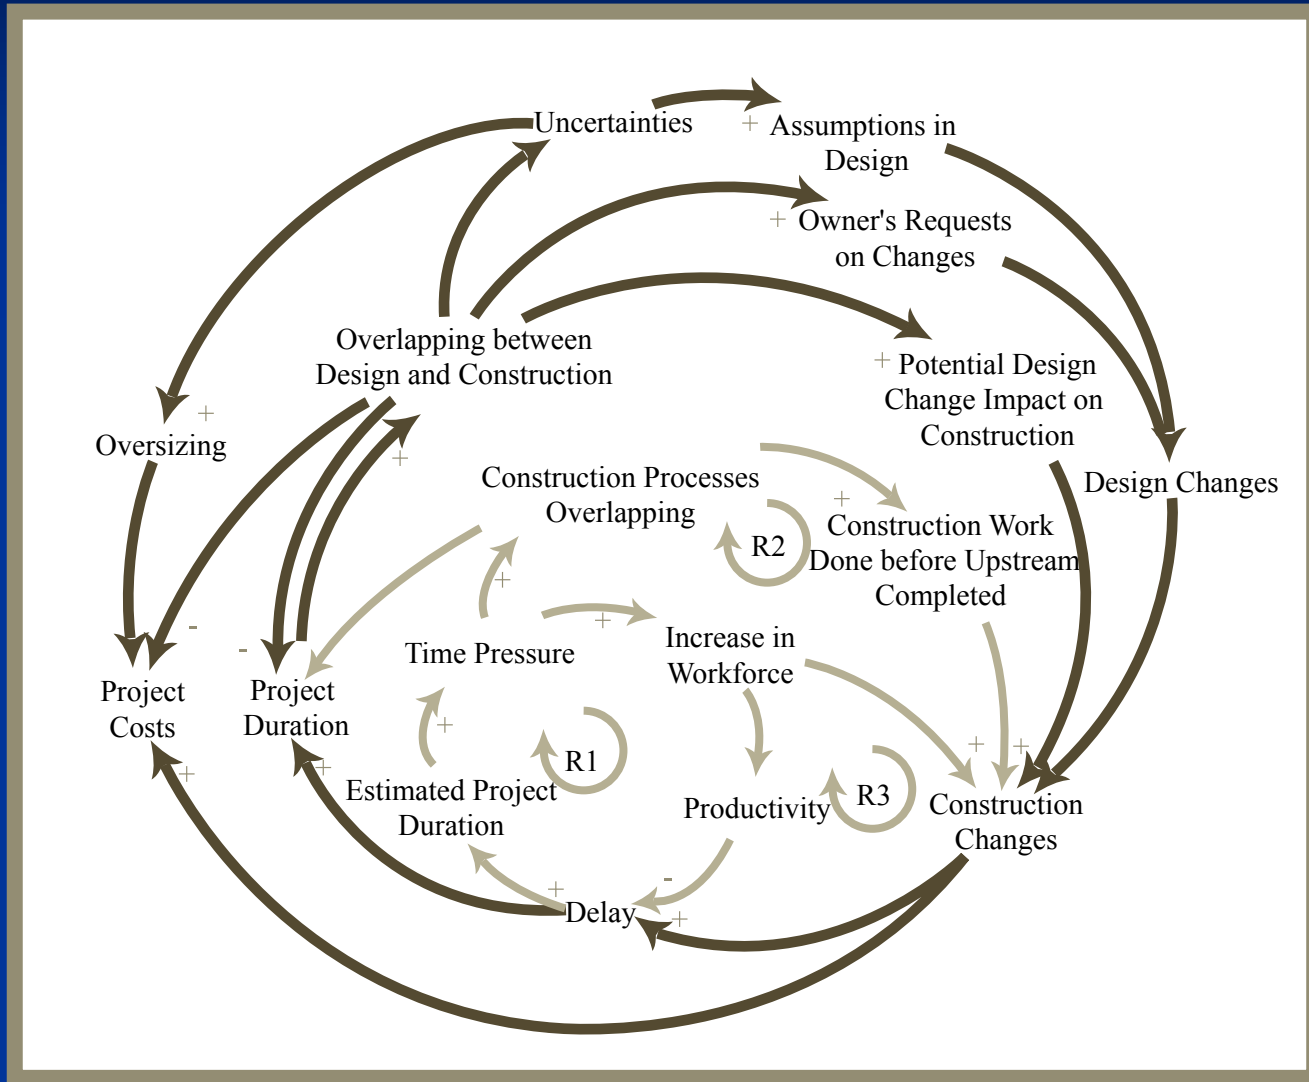 Uncertainties
+
Assumptions in
Design
+
Owner's Requests
on Changes
Overlapping between
Design and Construction
+
Potential Design
Change Impact on
Construction
+
Oversizing
+
Construction Processes
Overlapping
Design Changes
+
Construction Work
Done before Upstream
Completed
R2
+
+
-
-
Time Pressure
Increase in
Workforce
Project
Costs
Project
Duration
+
+
+
R1
+
+
Estimated Project
Duration
Productivity
R3
Construction
Changes
+
-
Delay
+